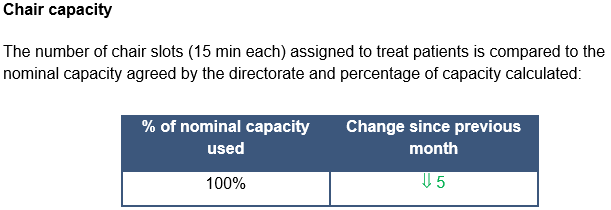 Chair capacity
The number of chair slots (15 min each) assigned to treat patients is compared to the
nominal capacity agreed by the directorate and percentage of capacity calculated:
% of nominal capacity used
Change since previous month
100%
⇓ 5